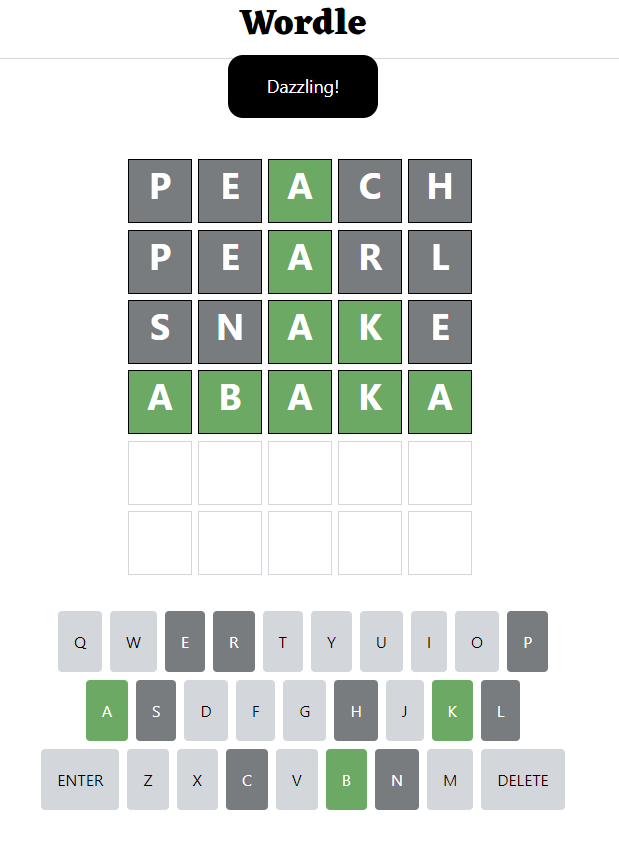 Wordle
Dazzling!
P E A C H
P E A R L
S N A K E
A B A K A
Q W E R T Y U I O P
A S D F G H J K L
ENTER Z X C V B N M DELETE